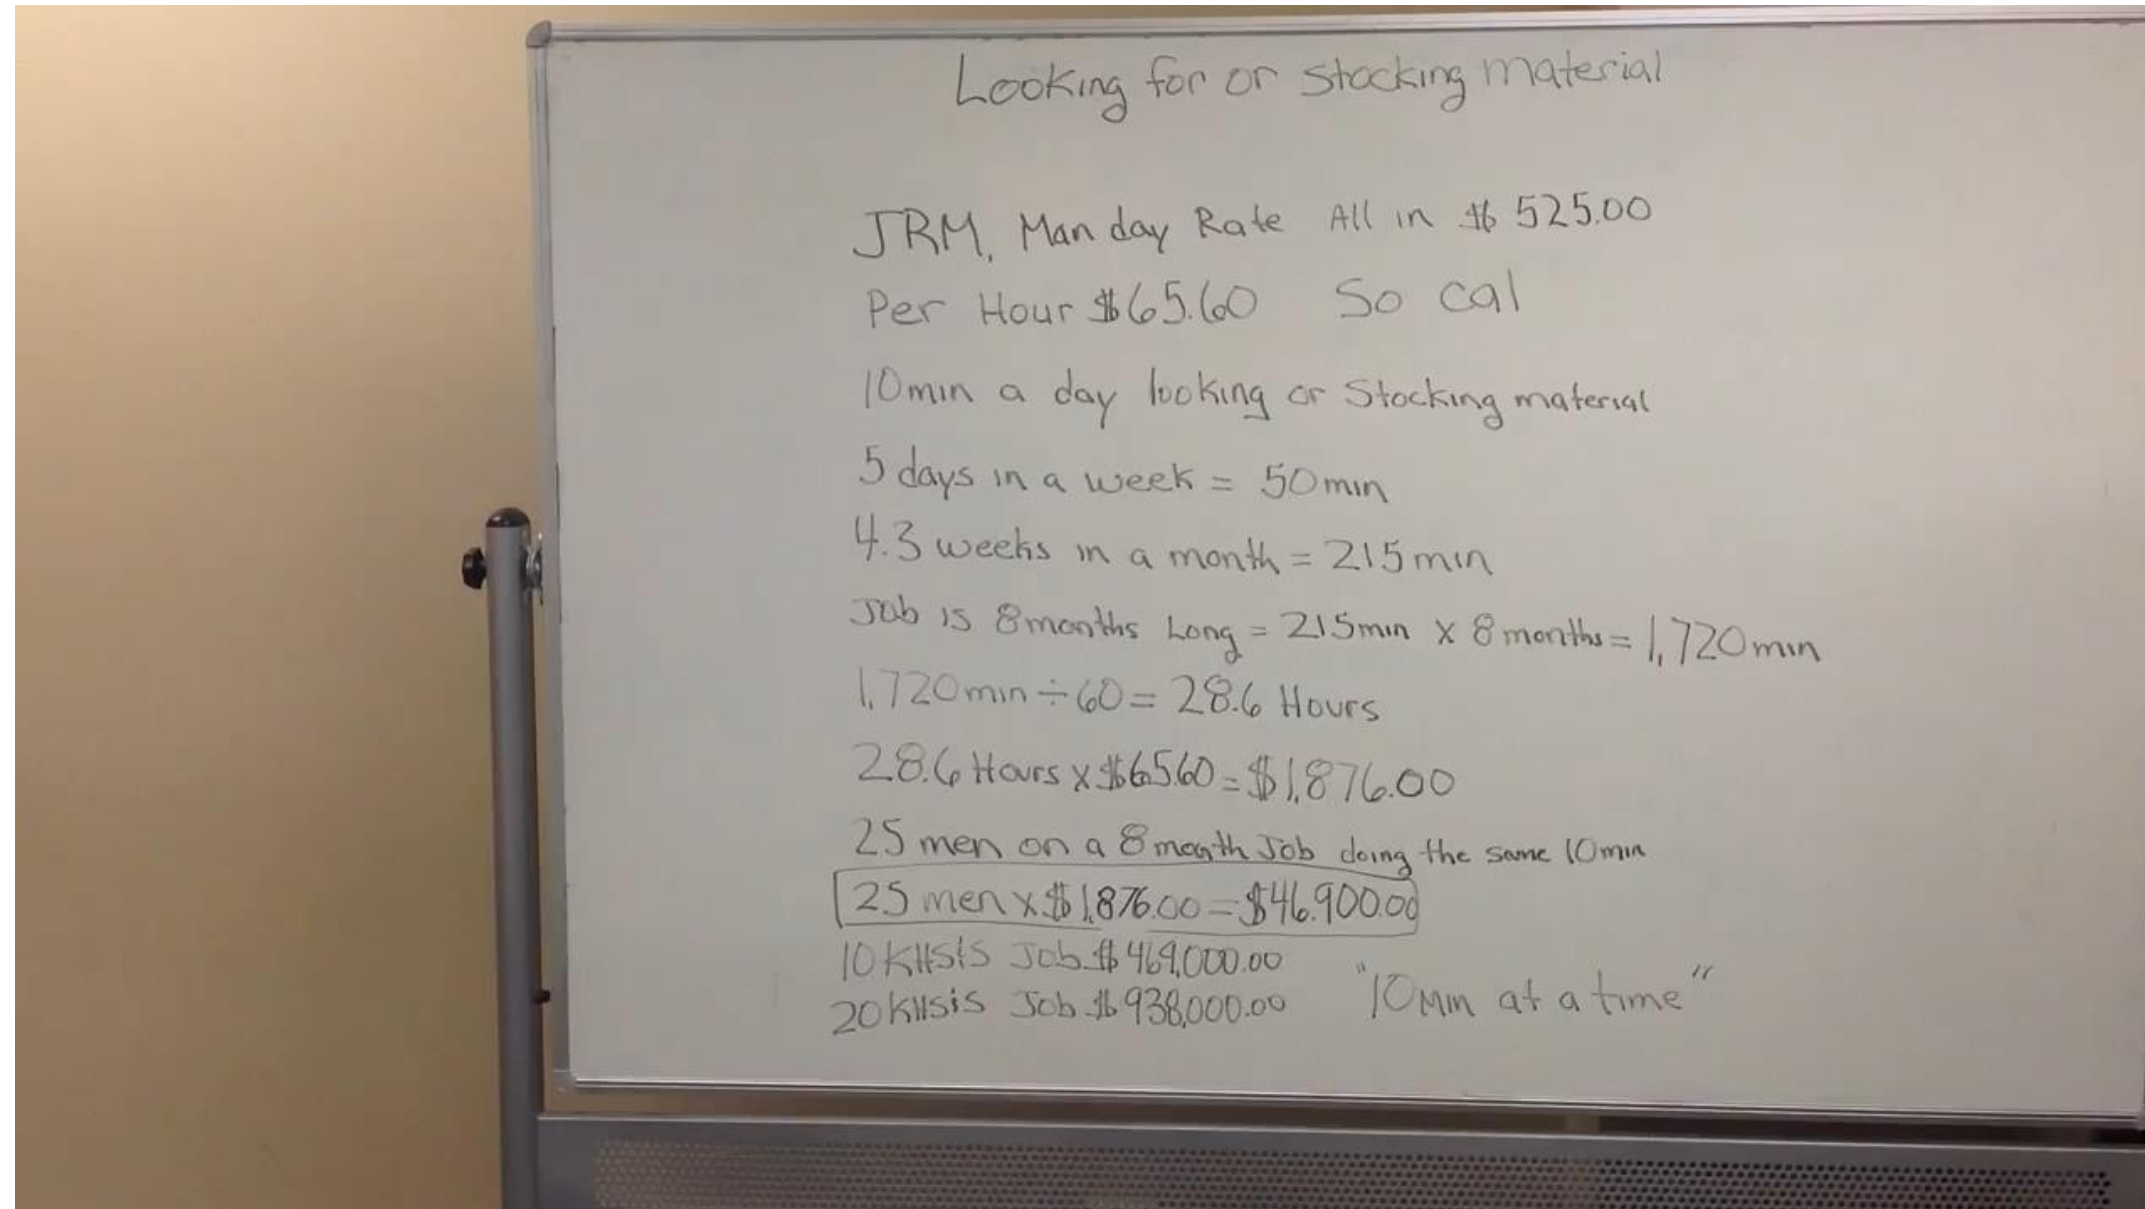 Looking for or Stocking material
JRM, Man day Rate All in $ 525.00
Per Hour $65.60 So cal
10min a day looking or Stocking material
5 days in a week = 50min
4.3 weeks in a month = 215min
Job is 8months Long = 215min x 8months = 1,720min
1,720min ÷ 60 = 28.6 Hours
28.6 Hours x $65.60 = $1,876.00
25 men on a 8month Job doing the same 10min
25 men x $1,876.00 = $46,900.00
10 Job $469,000.00
20 Job $938,000.00
"10Min at a time"